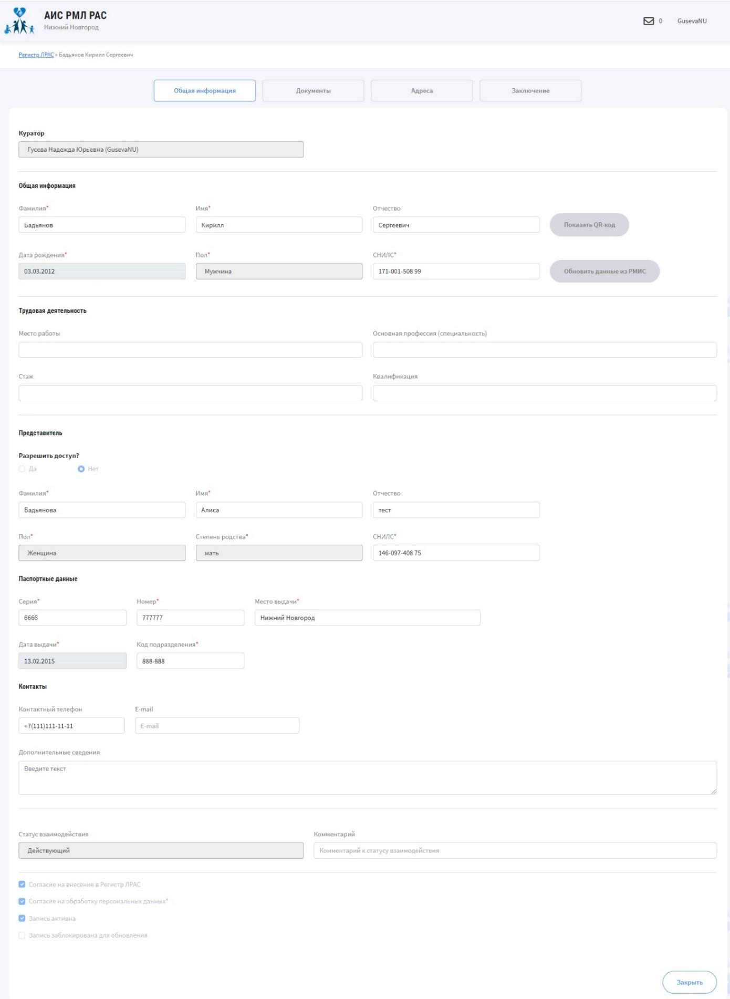 АИС РМЛ РАС
Нижний Новгород
0 GusevaNU
Регистр ЛРАС » Бадьянов Кирилл Сергеевич
Общая информация Документы Адреса Заключение
Куратор
Гусева Надежда Юрьевна (GusevaNU)
Общая информация
Фамилия* Имя* Отчество
Бадьянов Кирилл Сергеевич Показать QR-код
Дата рождения* Пол* СНИЛС*
03.03.2012 Мужчина 171-001-508 99 Обновить данные из РМИС
Трудовая деятельность
Место работы Основная профессия (специальность)
Стаж Квалификация
Представитель
Разрешить доступ?
Да Нет
Фамилия* Имя* Отчество
Бадьянова Алиса тест
Пол* Степень родства* СНИЛС*
Женщина мать 146-097-408 75
Паспортные данные
Серия* Номер* Место выдачи*
6666 777777 Нижний Новгород
Дата выдачи* Код подразделения*
13.02.2015 888-888
Контакты
Контактный телефон E-mail
+7(111)111-11-11 E-mail
Дополнительные сведения
Введите текст
Статус взаимодействия Комментарий
Действующий Комментарий к статусу взаимодействия
Согласие на внесение в Регистр ЛРАС
Согласие на обработку персональных данных*
Запись активна
Запись заблокирована для обновления
Закрыть